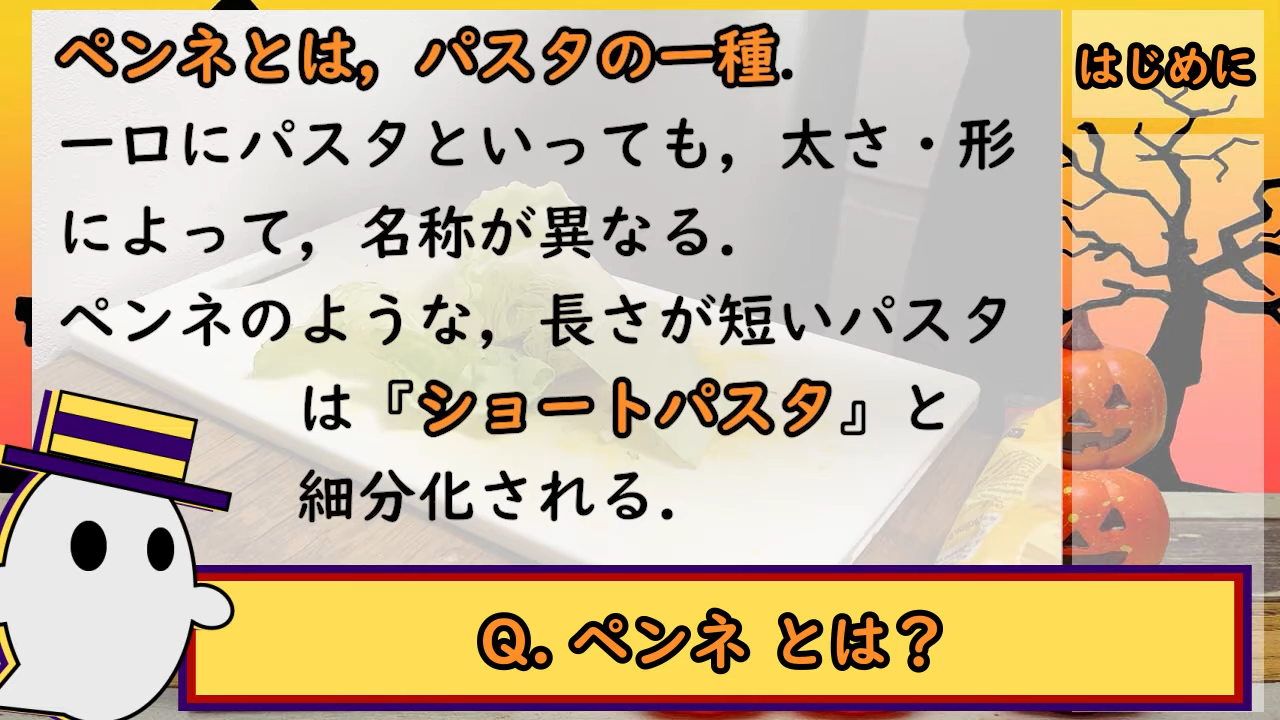 ペンネとは，パスタの一種．
一口にパスタといっても，太さ・形
によって，名称が異なる．
ペンネのような，長さが短いパスタ
は『ショートパスタ』と
細分化される．
はじめに
Q. ペンネ とは？